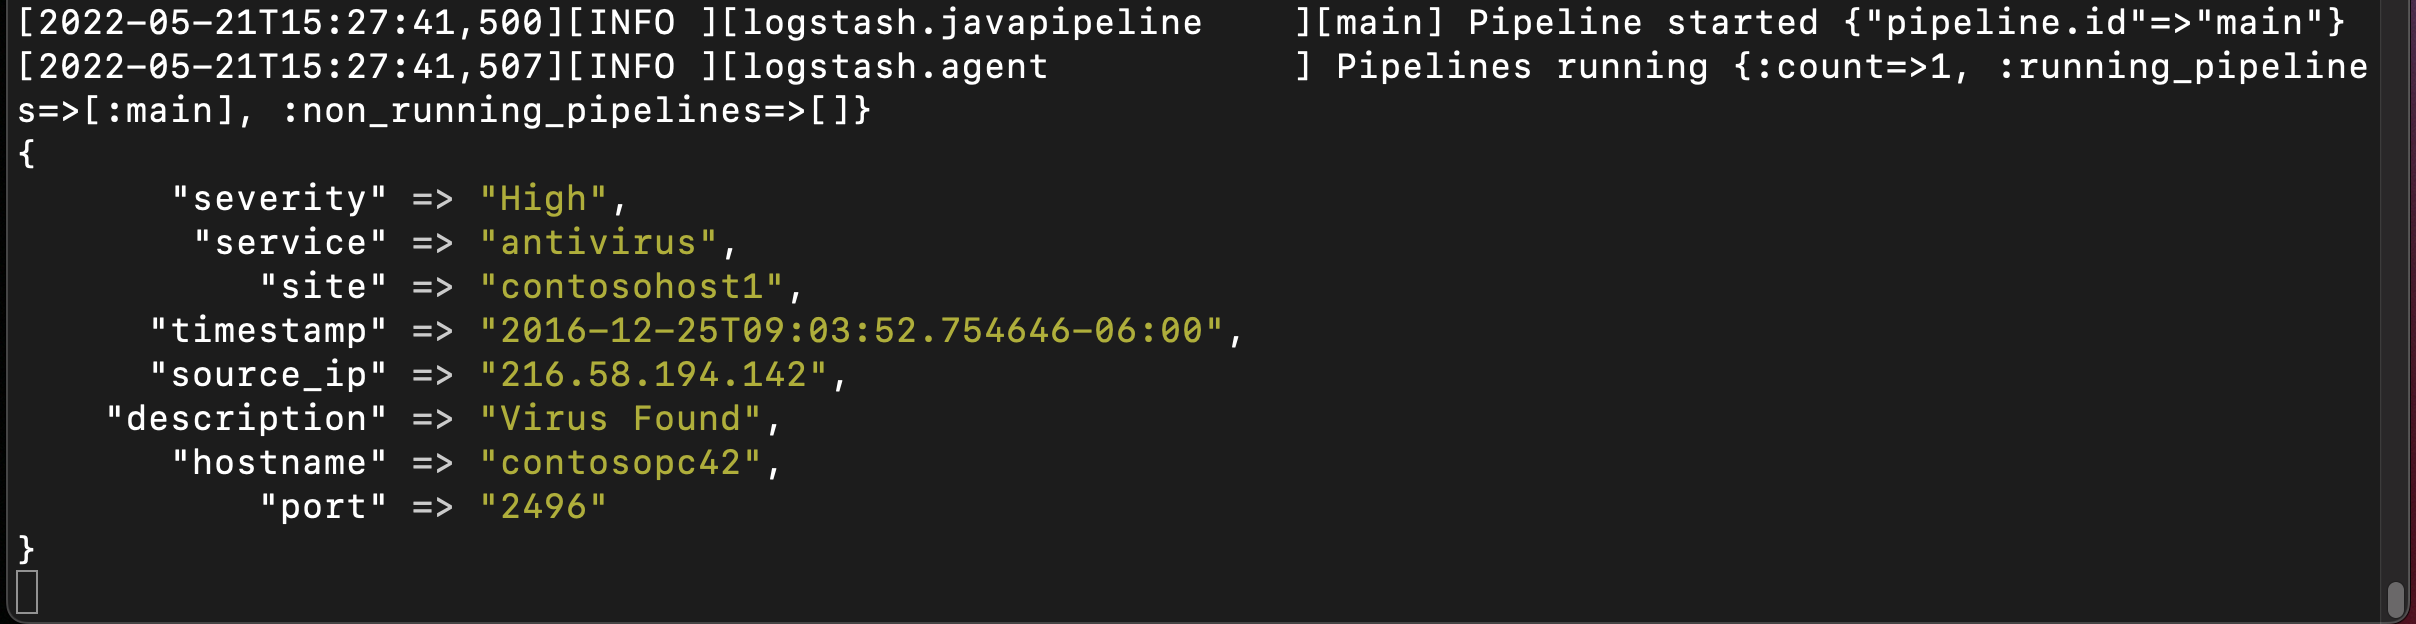 [2022-05-21T15:27:41,500][INFO ][logstash.javapipeline    ][main] Pipeline started {"pipeline.id"=>"main"}
[2022-05-21T15:27:41,507][INFO ][logstash.agent           ] Pipelines running {:count=>1, :running_pipeline
s=>[:main], :non_running_pipelines=>[]}
{
       "severity" => "High",
        "service" => "antivirus",
           "site" => "contosohost1",
      "timestamp" => "2016-12-25T09:03:52.754646-06:00",
      "source_ip" => "216.58.194.142",
    "description" => "Virus Found",
       "hostname" => "contosopc42",
           "port" => "2496"
}